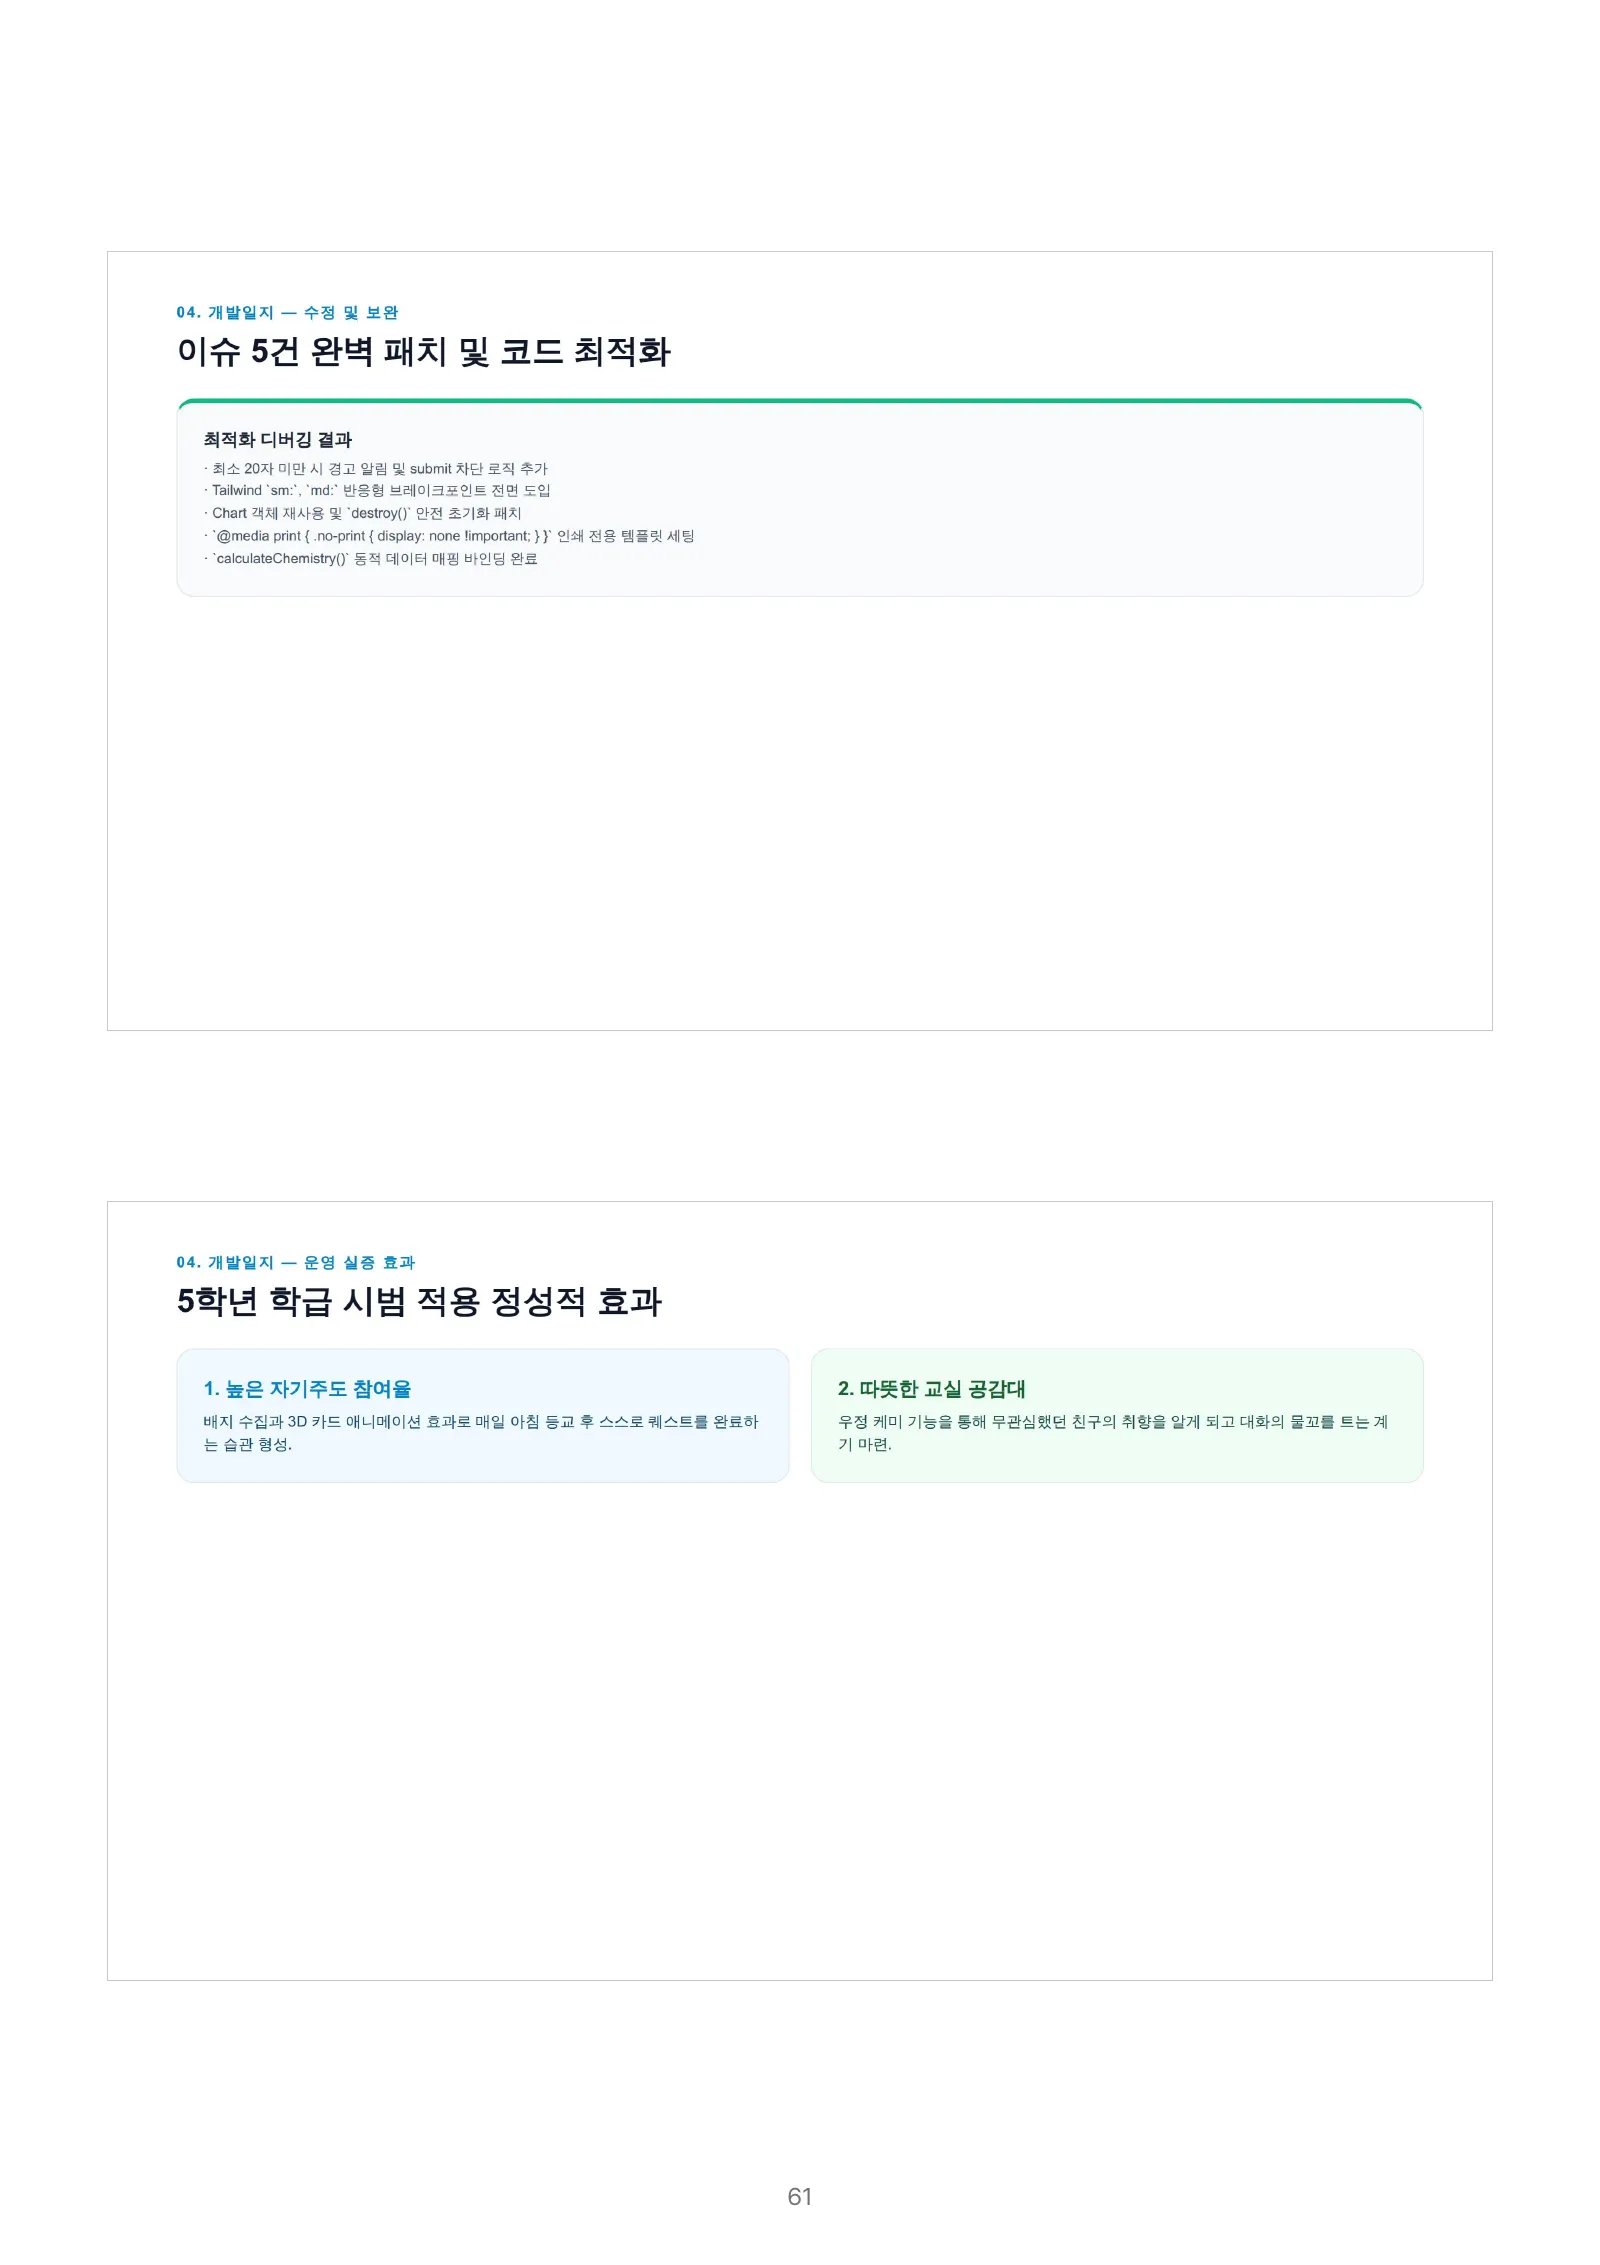 04. 개발일지 — 수정 및 보완
이슈 5건 완벽 패치 및 코드 최적화
최적화 디버깅 결과
· 최소 20자 미만 시 경고 알림 및 submit 차단 로직 추가
· Tailwind `sm:`, `md:` 반응형 브레이크포인트 전면 도입
· Chart 객체 재사용 및 `destroy()` 안전 초기화 패치
· `@media print { .no-print { display: none !important; } }` 인쇄 전용 템플릿 세팅
· `calculateChemistry()` 동적 데이터 매핑 바인딩 완료
04. 개발일지 — 운영 실증 효과
5학년 학급 시범 적용 정성적 효과
1. 높은 자기주도 참여율
배지 수집과 3D 카드 애니메이션 효과로 매일 아침 등교 후 스스로 퀘스트를 완료하
는 습관 형성.
2. 따뜻한 교실 공감대
우정 케미 기능을 통해 무관심했던 친구의 취향을 알게 되고 대화의 물꼬를 트는 계
기 마련.
61